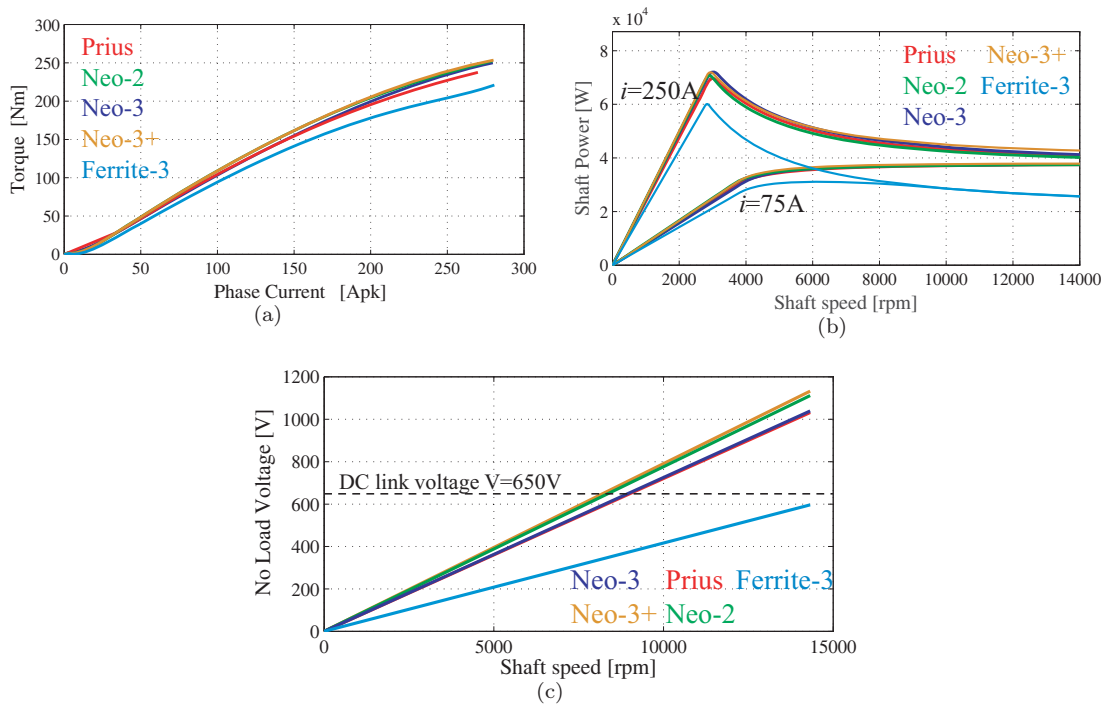 300
250
200
150
100
50
0
Torque [Nm]
Prius
Neo-2
Neo-3
Neo-3+
Ferrite-3
0 50 100 150 200 250 300
Phase Current [Apk]
(a)
x 10⁴
8
6
4
2
0
Shaft Power [W]
Prius Neo-3+
Neo-2 Ferrite-3
Neo-3
i=250A
i=75A
0 2000 4000 6000 8000 10000 12000 14000
Shaft speed [rpm]
(b)
1200
1000
800
600
400
200
0
No Load Voltage [V]
DC link voltage V=650V
Neo-3 Prius Ferrite-3
Neo-3+ Neo-2
0 5000 10000 15000
Shaft speed [rpm]
(c)